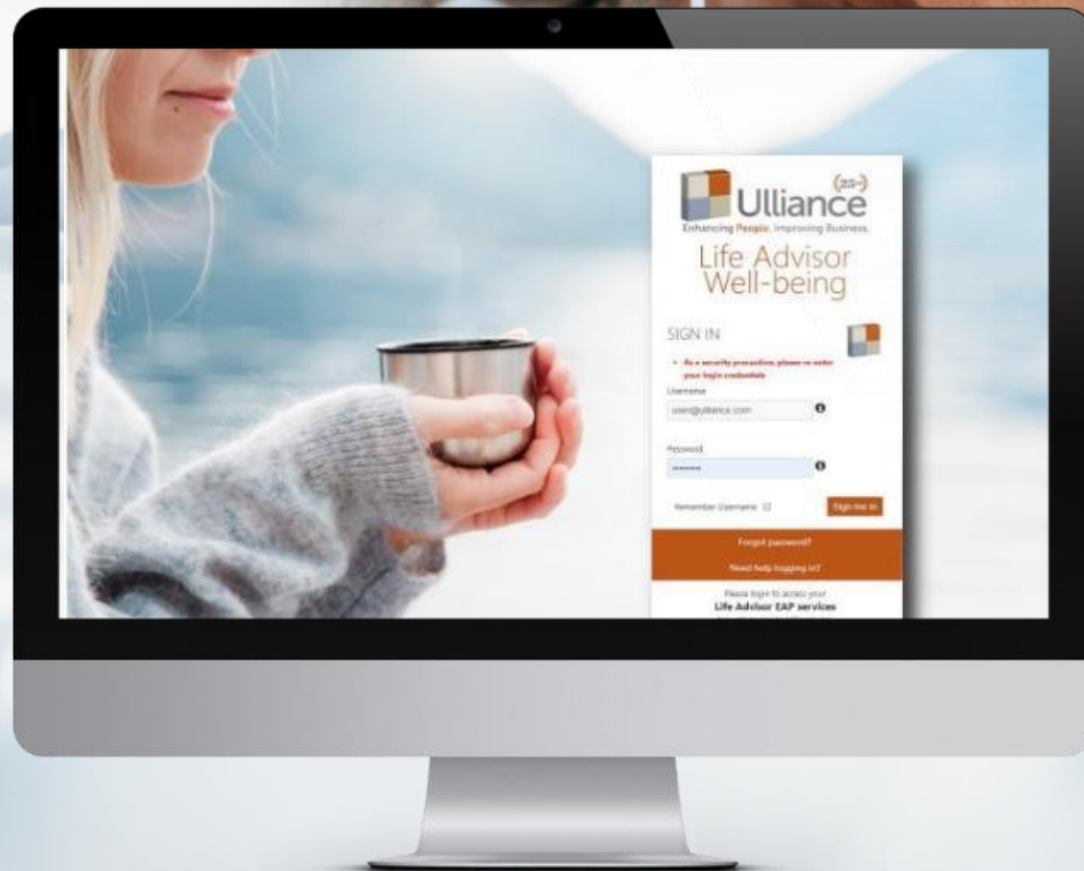 (25+)
Ulliance
Enhancing People. Improving Business.
Life Advisor
Well-being
SIGN IN
• As a security precaution, please re-enter
your login credentials
Username
user@ulliance.com
Password
Remember Username
Sign me in
Forgot password?
Need help logging in?
Please login to access your
Life Advisor EAP services